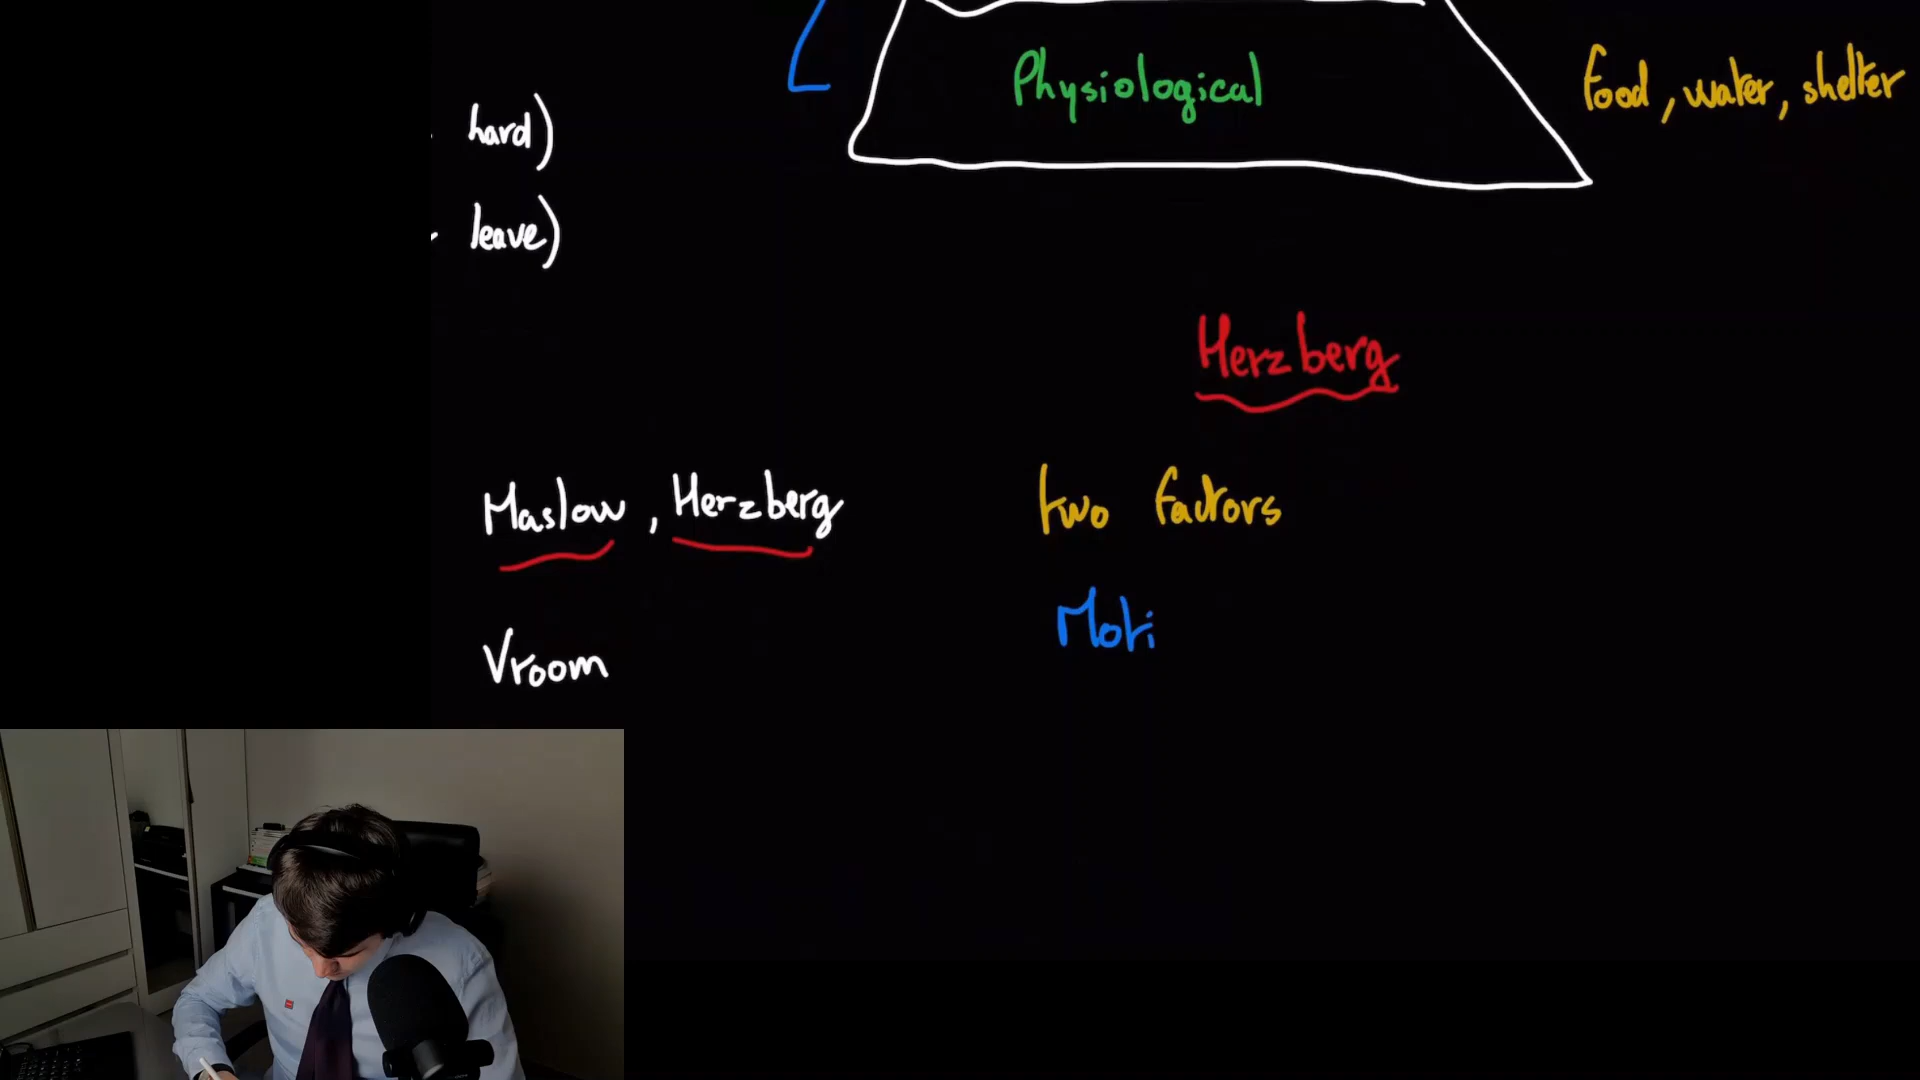 Physiological
Food, water, shelter
hard)
leave)
Herzberg
Maslow, Herzberg
two factors
Moti
Vroom